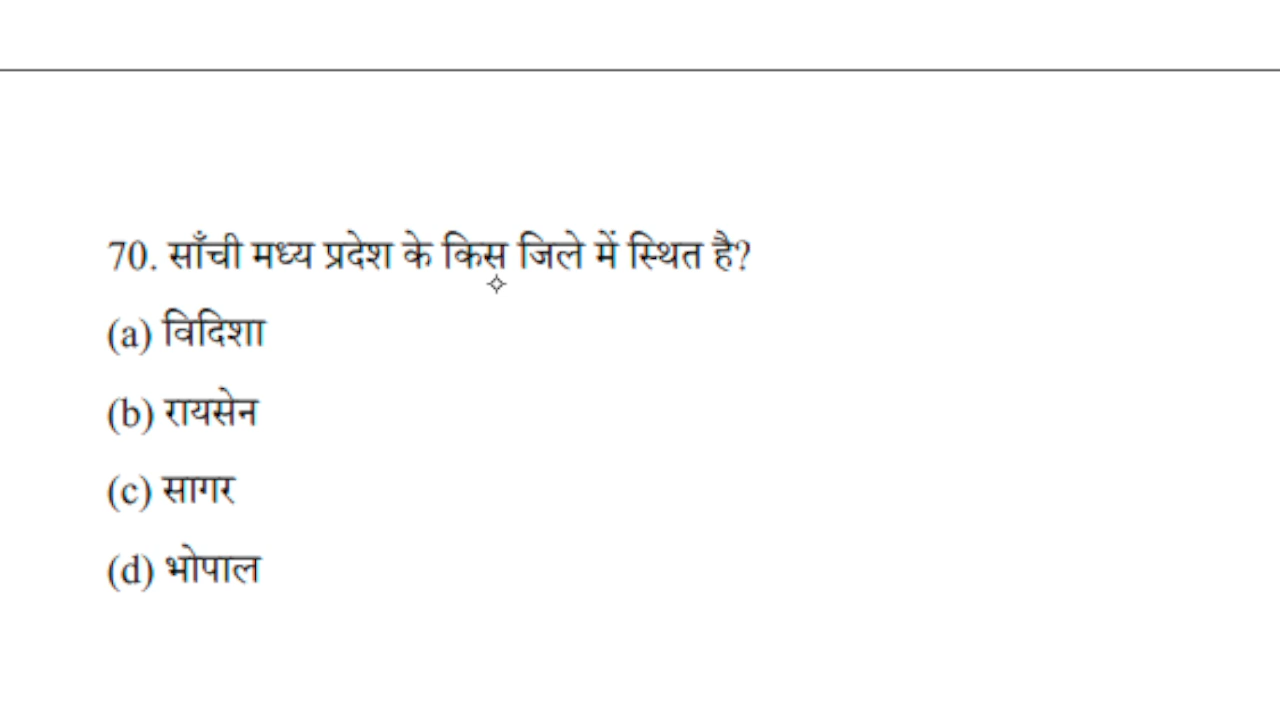 70. साँची मध्य प्रदेश के किस जिले में स्थित है?
(a) विदिशा
(b) रायसेन
(c) सागर
(d) भोपाल